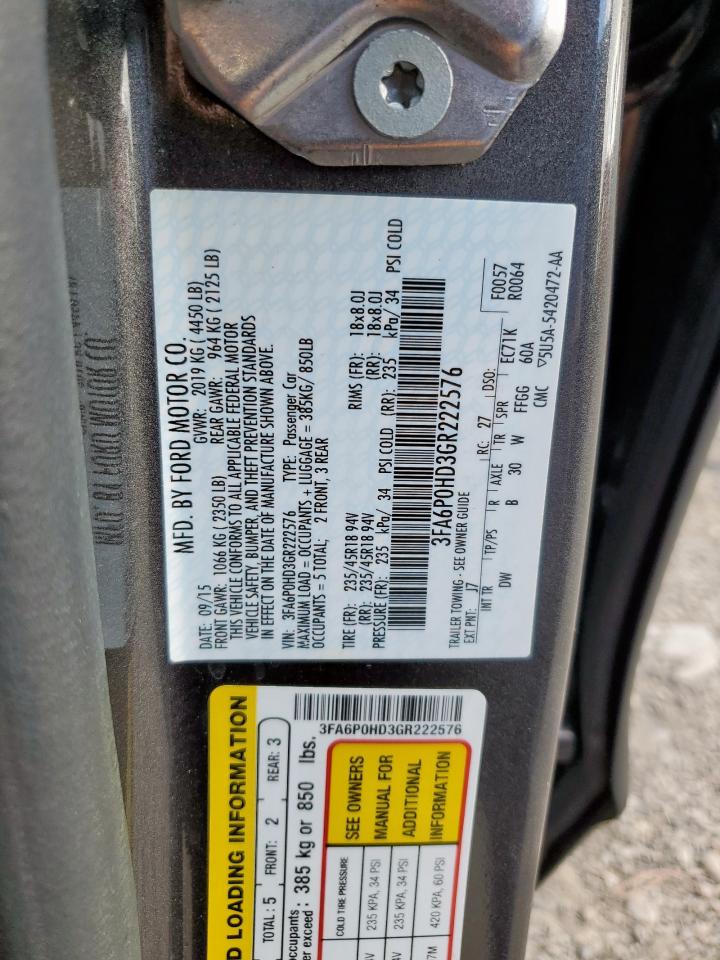 MFD. BY FORD MOTOR CO.
DATE: 09/15 GVWR: 2019 KG ( 4450 LB)
FRONT GAWR: 1066 KG ( 2350 LB) REAR GAWR: 964 KG ( 2125 LB)
THIS VEHICLE CONFORMS TO ALL APPLICABLE FEDERAL MOTOR
VEHICLE SAFETY, BUMPER, AND THEFT PREVENTION STANDARDS
IN EFFECT ON THE DATE OF MANUFACTURE SHOWN ABOVE.
VIN: 3FA6P0HD3GR222576 TYPE: Passenger Car
MAXIMUM LOAD = OCCUPANTS + LUGGAGE = 385KG/ 850LB
OCCUPANTS = 5 TOTAL: 2 FRONT, 3 REAR
TIRE (FR): 235/45R18 94V RIMS (FR): 18x8.0J
(RR): 235/45R18 94V (RR): 18x8.0J
PRESSURE (FR): 235 kPa/ 34 PSI COLD (RR): 235 kPa/ 34 PSI COLD
3FA6P0HD3GR222576
TRAILER TOWING - SEE OWNER GUIDE
EXT PNT: J7 RC: 27 DSO: F0057
INT TR TP/PS R AXLE TR SPR EC71K R0064
DW B 30 W FFGG 60A
CMC ▽5U5A-5420472-AA
D LOADING INFORMATION
TOTAL: 5 FRONT: 2 REAR: 3
occupants
er exceed : 385 kg or 850 lbs.
3FA6P0HD3GR222576
COLD TIRE PRESSURE
4V 235 KPA, 34 PSI
4V 235 KPA, 34 PSI
7M 420 KPA, 60 PSI
SEE OWNERS
MANUAL FOR
ADDITIONAL
INFORMATION